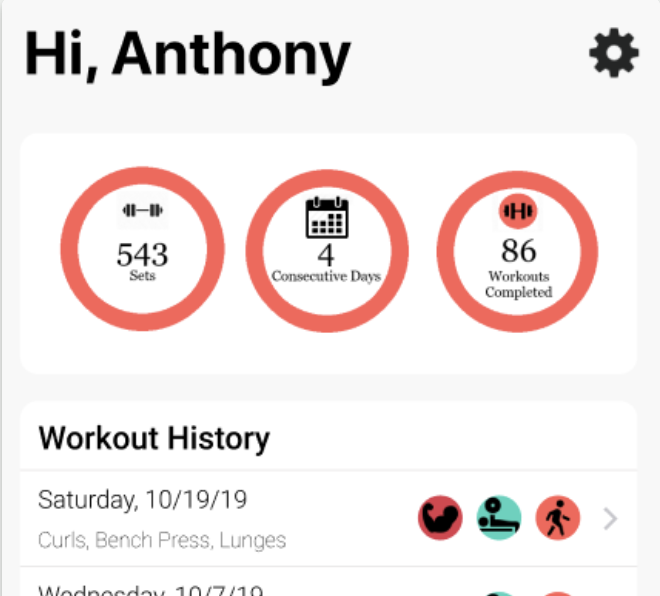 Hi, Anthony
543
Sets
4
Consecutive Days
86
Workouts
Completed
Workout History
Saturday, 10/19/19
Curls, Bench Press, Lunges
Wednesday, 10/7/19